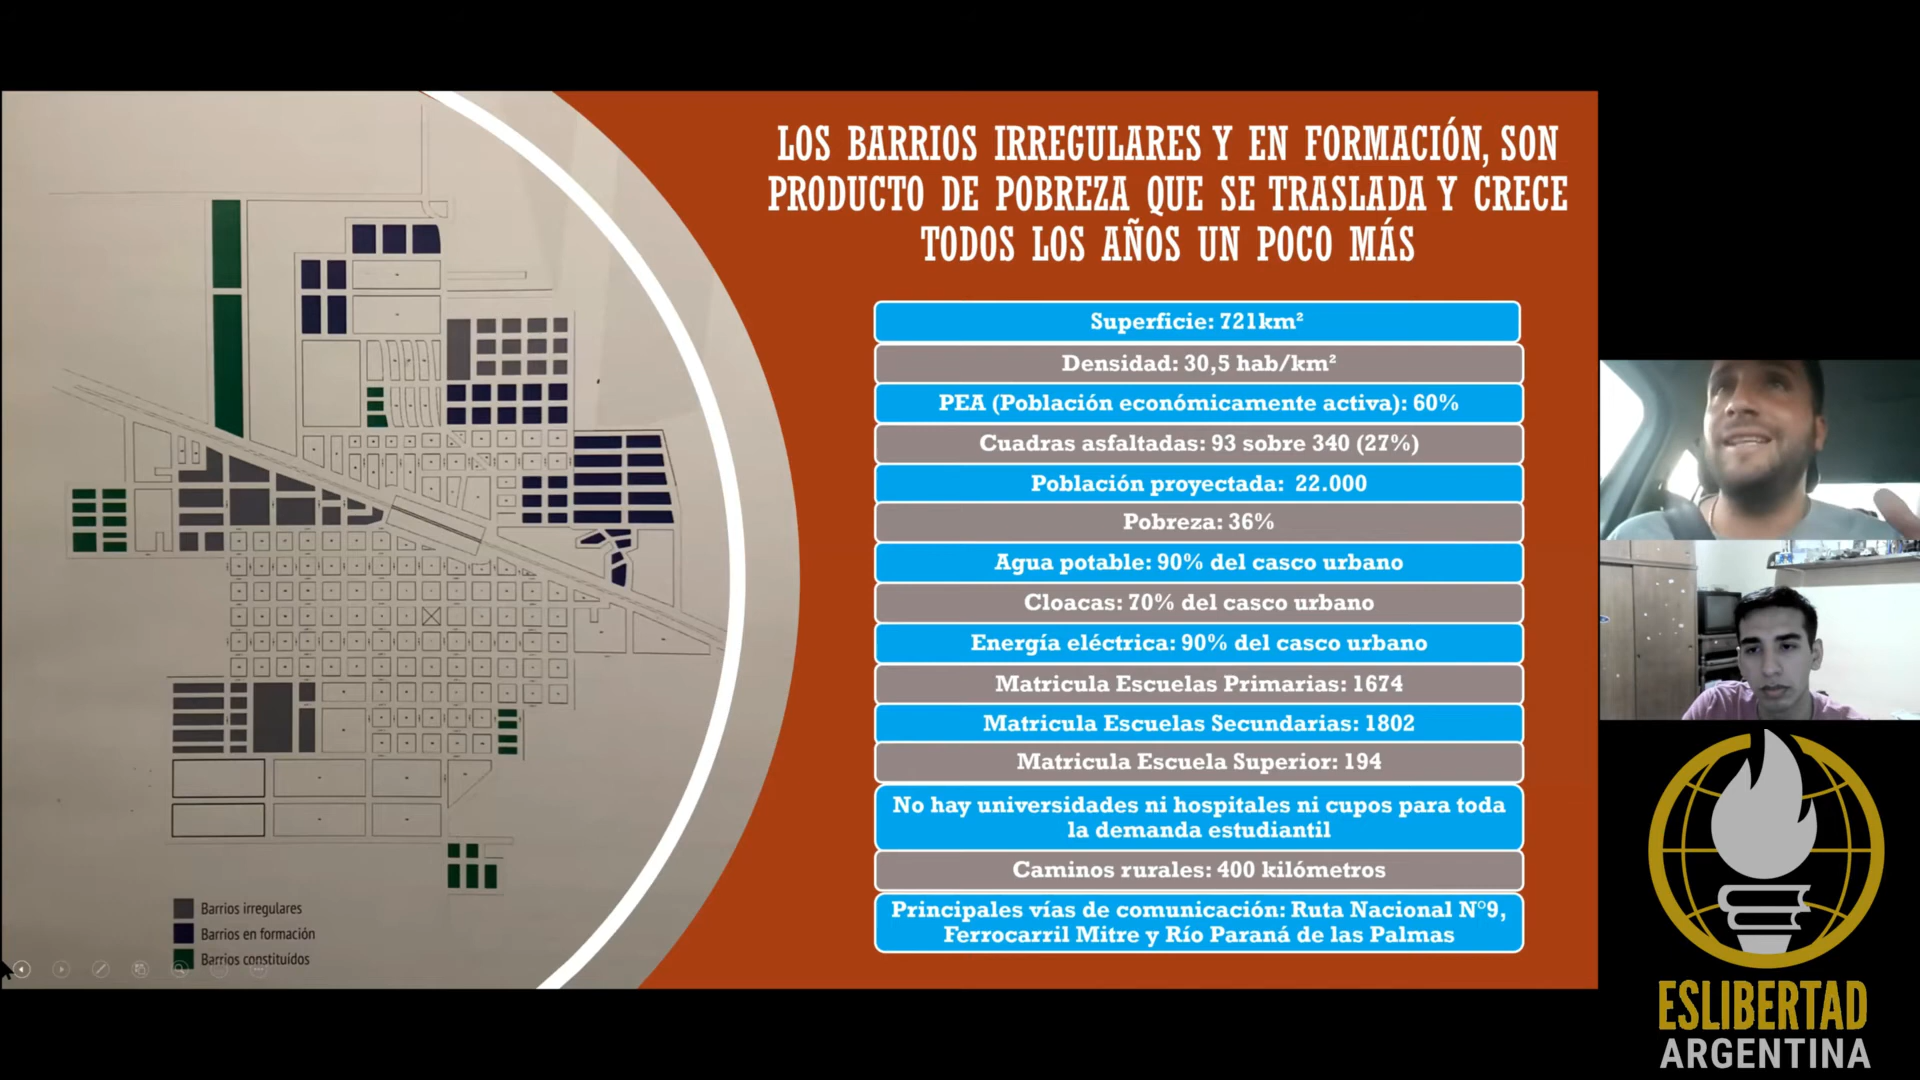 LOS BARRIOS IRREGULARES Y EN FORMACIÓN, SON
PRODUCTO DE POBREZA QUE SE TRASLADA Y CRECE
TODOS LOS AÑOS UN POCO MÁS
Superficie: 721km²
Densidad: 30,5 hab/km²
PEA (Población económicamente activa): 60%
Cuadras asfaltadas: 93 sobre 340 (27%)
Población proyectada: 22.000
Pobreza: 36%
Agua potable: 90% del casco urbano
Cloacas: 70% del casco urbano
Energía eléctrica: 90% del casco urbano
Matricula Escuelas Primarias: 1674
Matricula Escuelas Secundarias: 1802
Matricula Escuela Superior: 194
No hay universidades ni hospitales ni cupos para toda
la demanda estudiantil
Caminos rurales: 400 kilómetros
Principales vías de comunicación: Ruta Nacional N°9,
Ferrocarril Mitre y Río Paraná de las Palmas
Barrios irregulares
Barrios en formación
Barrios constituídos
ESLIBERTAD
ARGENTINA